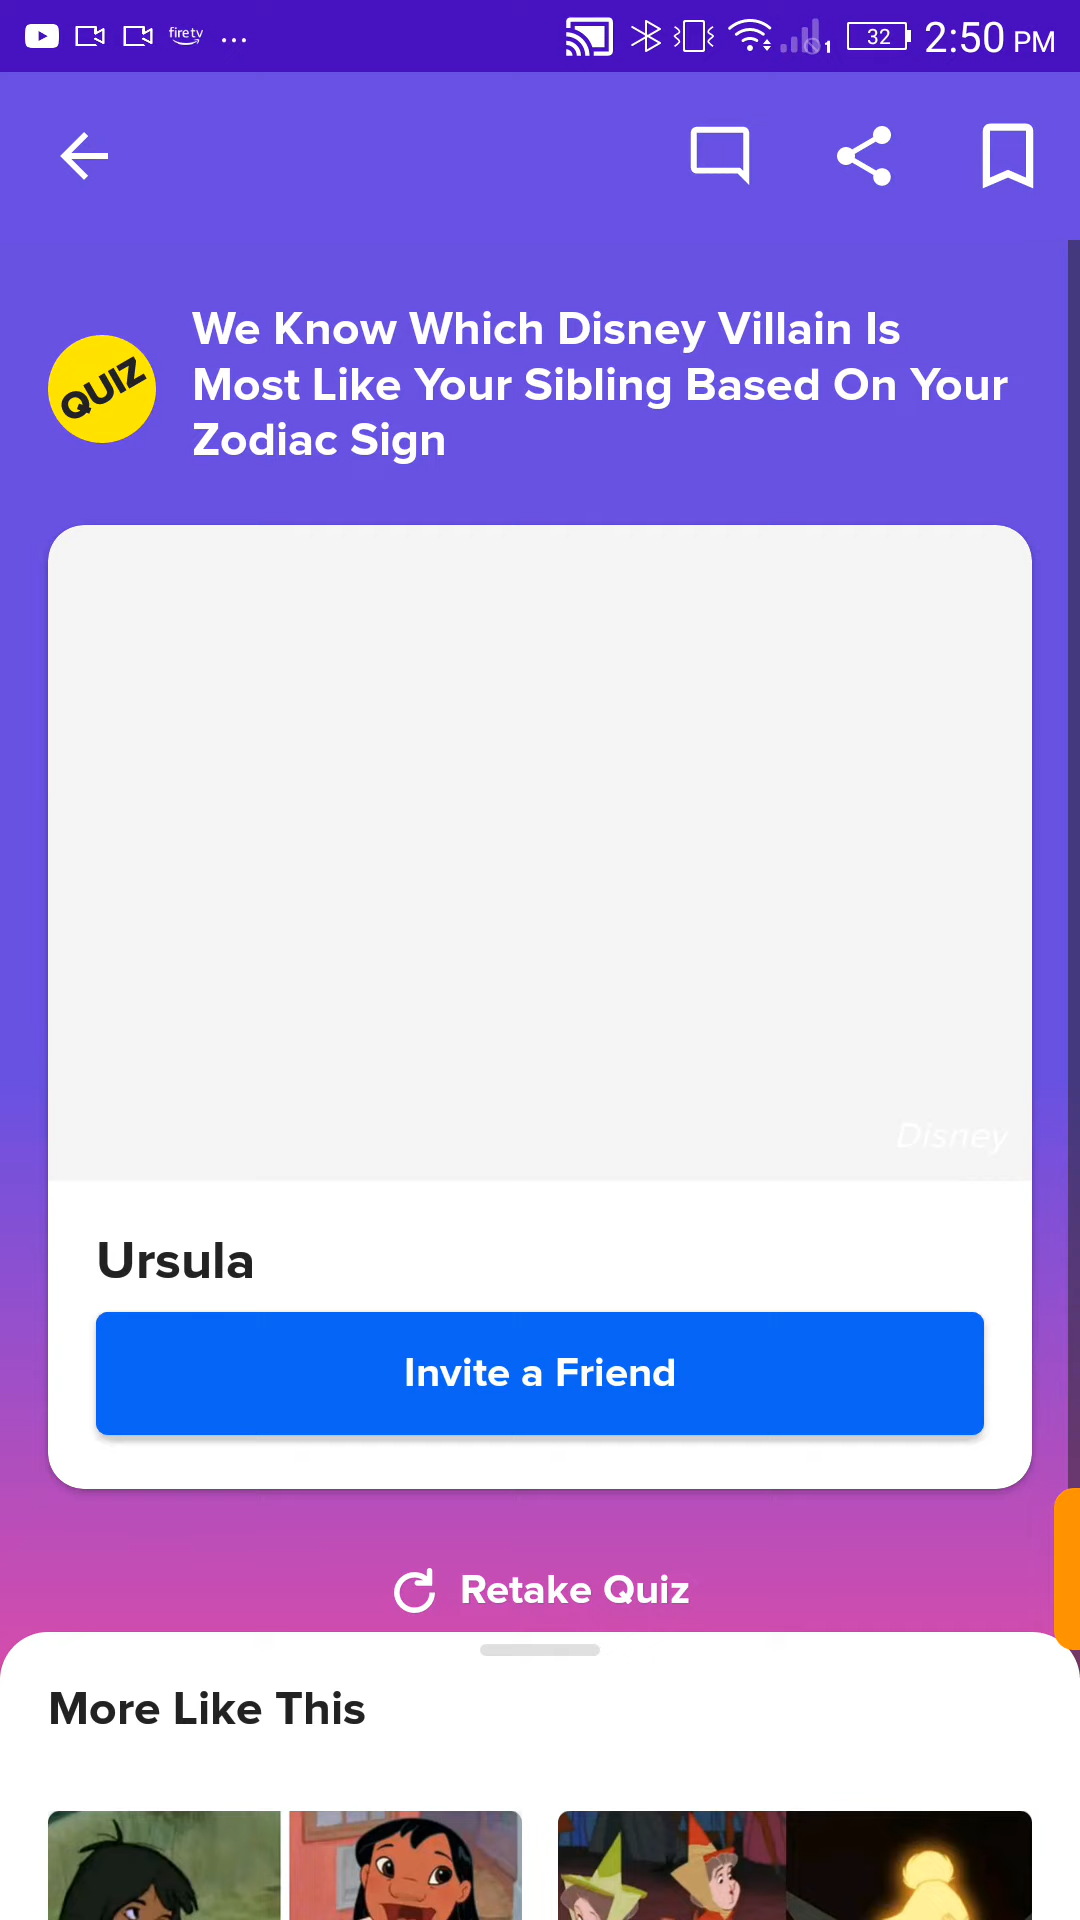 firetv
32
1
2:50 PM
QUIZ
We Know Which Disney Villain Is
Most Like Your Sibling Based On Your
Zodiac Sign
Disney
Ursula
Invite a Friend
Retake Quiz
More Like This